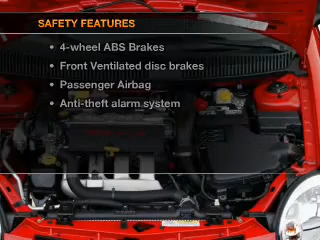 SAFETY FEATURES
• 4-wheel ABS Brakes
• Front Ventilated disc brakes
• Passenger Airbag
• Anti-theft alarm system